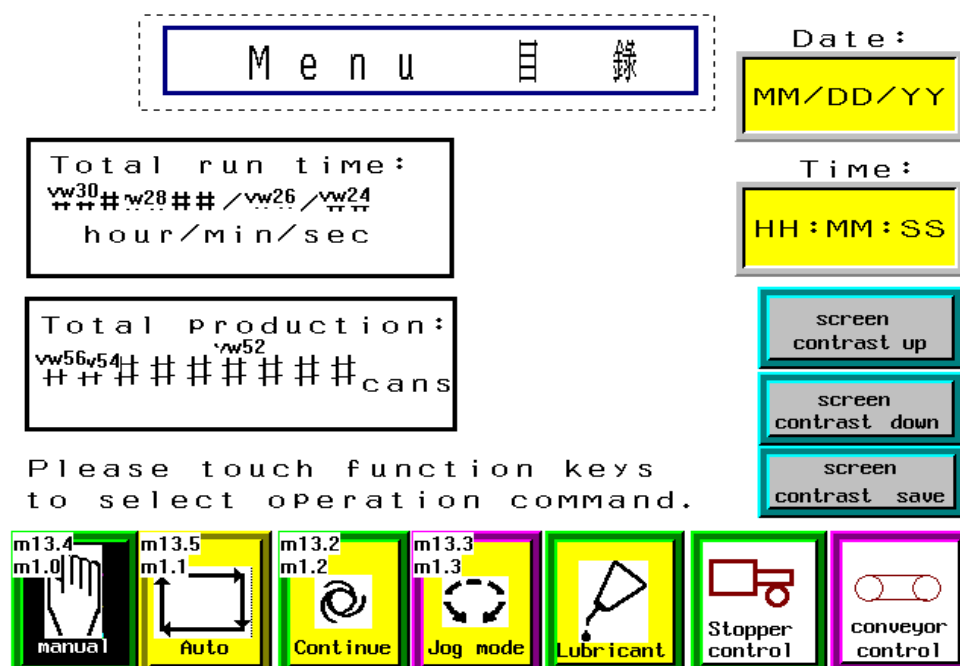 Menu 目錄
Date:
MM/DD/YY
Total run time:
vw30 # vw28 ## / vw26 / vw24
hour/min/sec
Time:
HH:MM:SS
Total production:
vw52
vw56 v54 ## ####### cans
screen
contrast up
screen
contrast down
screen
contrast save
Please touch function keys
to select operation command.
m13.4
m1.0
manual
m13.5
m1.1
Auto
m13.2
m1.2
Continue
m13.3
m1.3
Jog mode
Lubricant
Stopper
control
conveyor
control